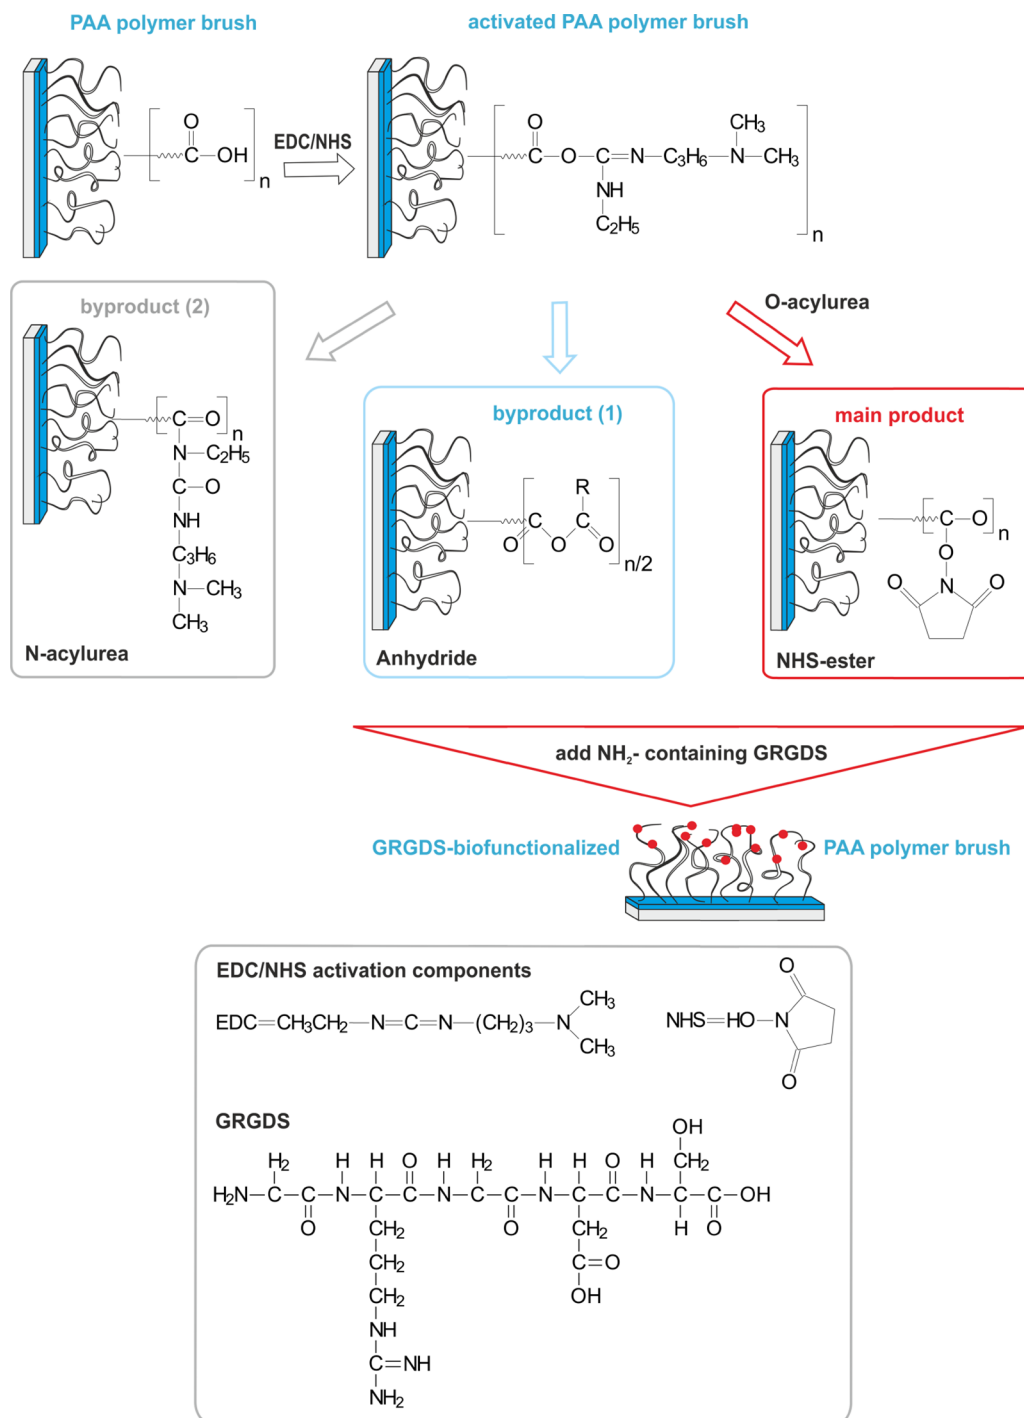 PAA polymer brush
activated PAA polymer brush
O
C OH
n
EDC/NHS
O
CH₃
C O C=N C₃H₆ N CH₃
NH
C₂H₅
n
byproduct (2)
C=O
n
N C₂H₅
C O
NH
C₃H₆
N CH₃
CH₃
N-acylurea
O-acylurea
byproduct (1)
R
C C
O O O
n/2
Anhydride
main product
C O
n
O
O N O
NHS-ester
add NH₂- containing GRGDS
GRGDS-biofunctionalized
PAA polymer brush
EDC/NHS activation components
EDC=CH₃CH₂—N=C=N—(CH₂)₃—N
CH₃
CH₃
O
NHS=HO—N
O
GRGDS
OH
H₂ H H O H H₂ H H O H CH₂
H₂N—C—C—N—C—C—N—C—C—N—C—C—N—C—C—OH
O CH₂ O CH₂ H O
CH₂ C=O
CH₂ OH
NH
C=NH
NH₂